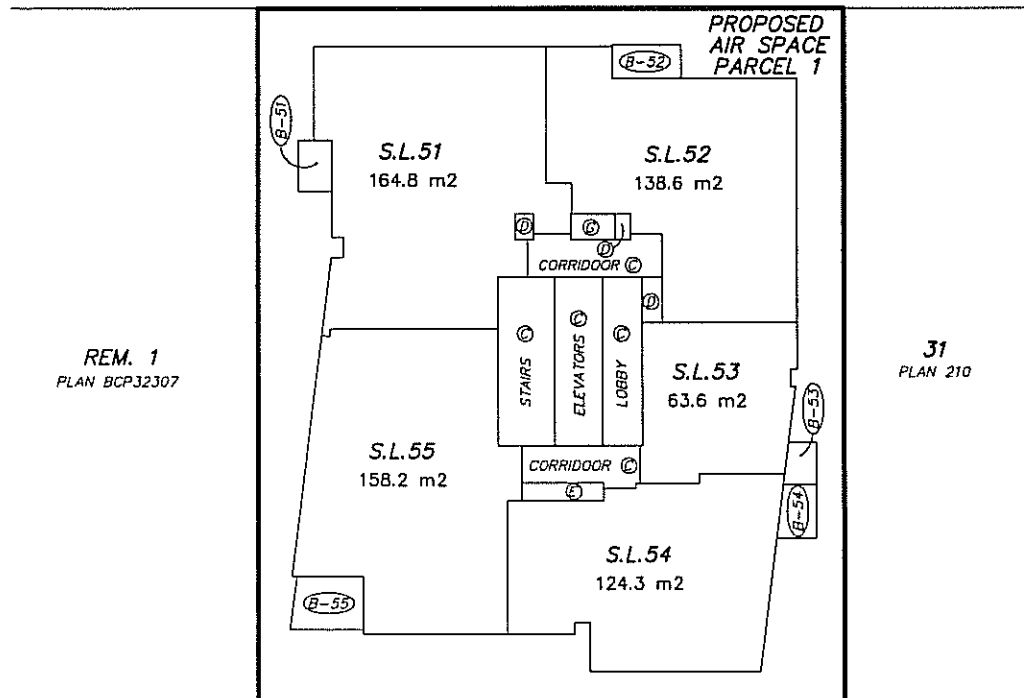 PROPOSED
AIR SPACE
PARCEL 1
B-52
B-51
S.L.51
164.8 m2
S.L.52
138.6 m2
D
G
D
CORRIDOOR C
D
STAIRS C
ELEVATORS C
LOBBY C
REM. 1
PLAN BCP32307
31
PLAN 210
S.L.53
63.6 m2
B-53
S.L.55
158.2 m2
CORRIDOOR C
E
B-54
S.L.54
124.3 m2
B-55